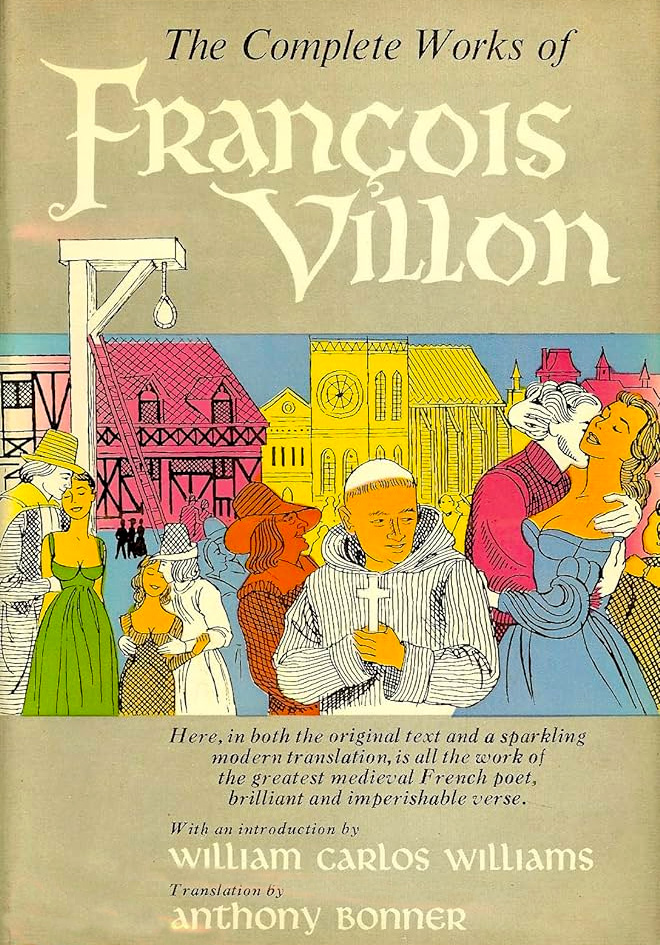 The Complete Works of
François
Villon
Here, in both the original text and a sparkling
modern translation, is all the work of
the greatest medieval French poet,
brilliant and imperishable verse.
With an introduction by
William Carlos Williams
Translation by
Anthony Bonner